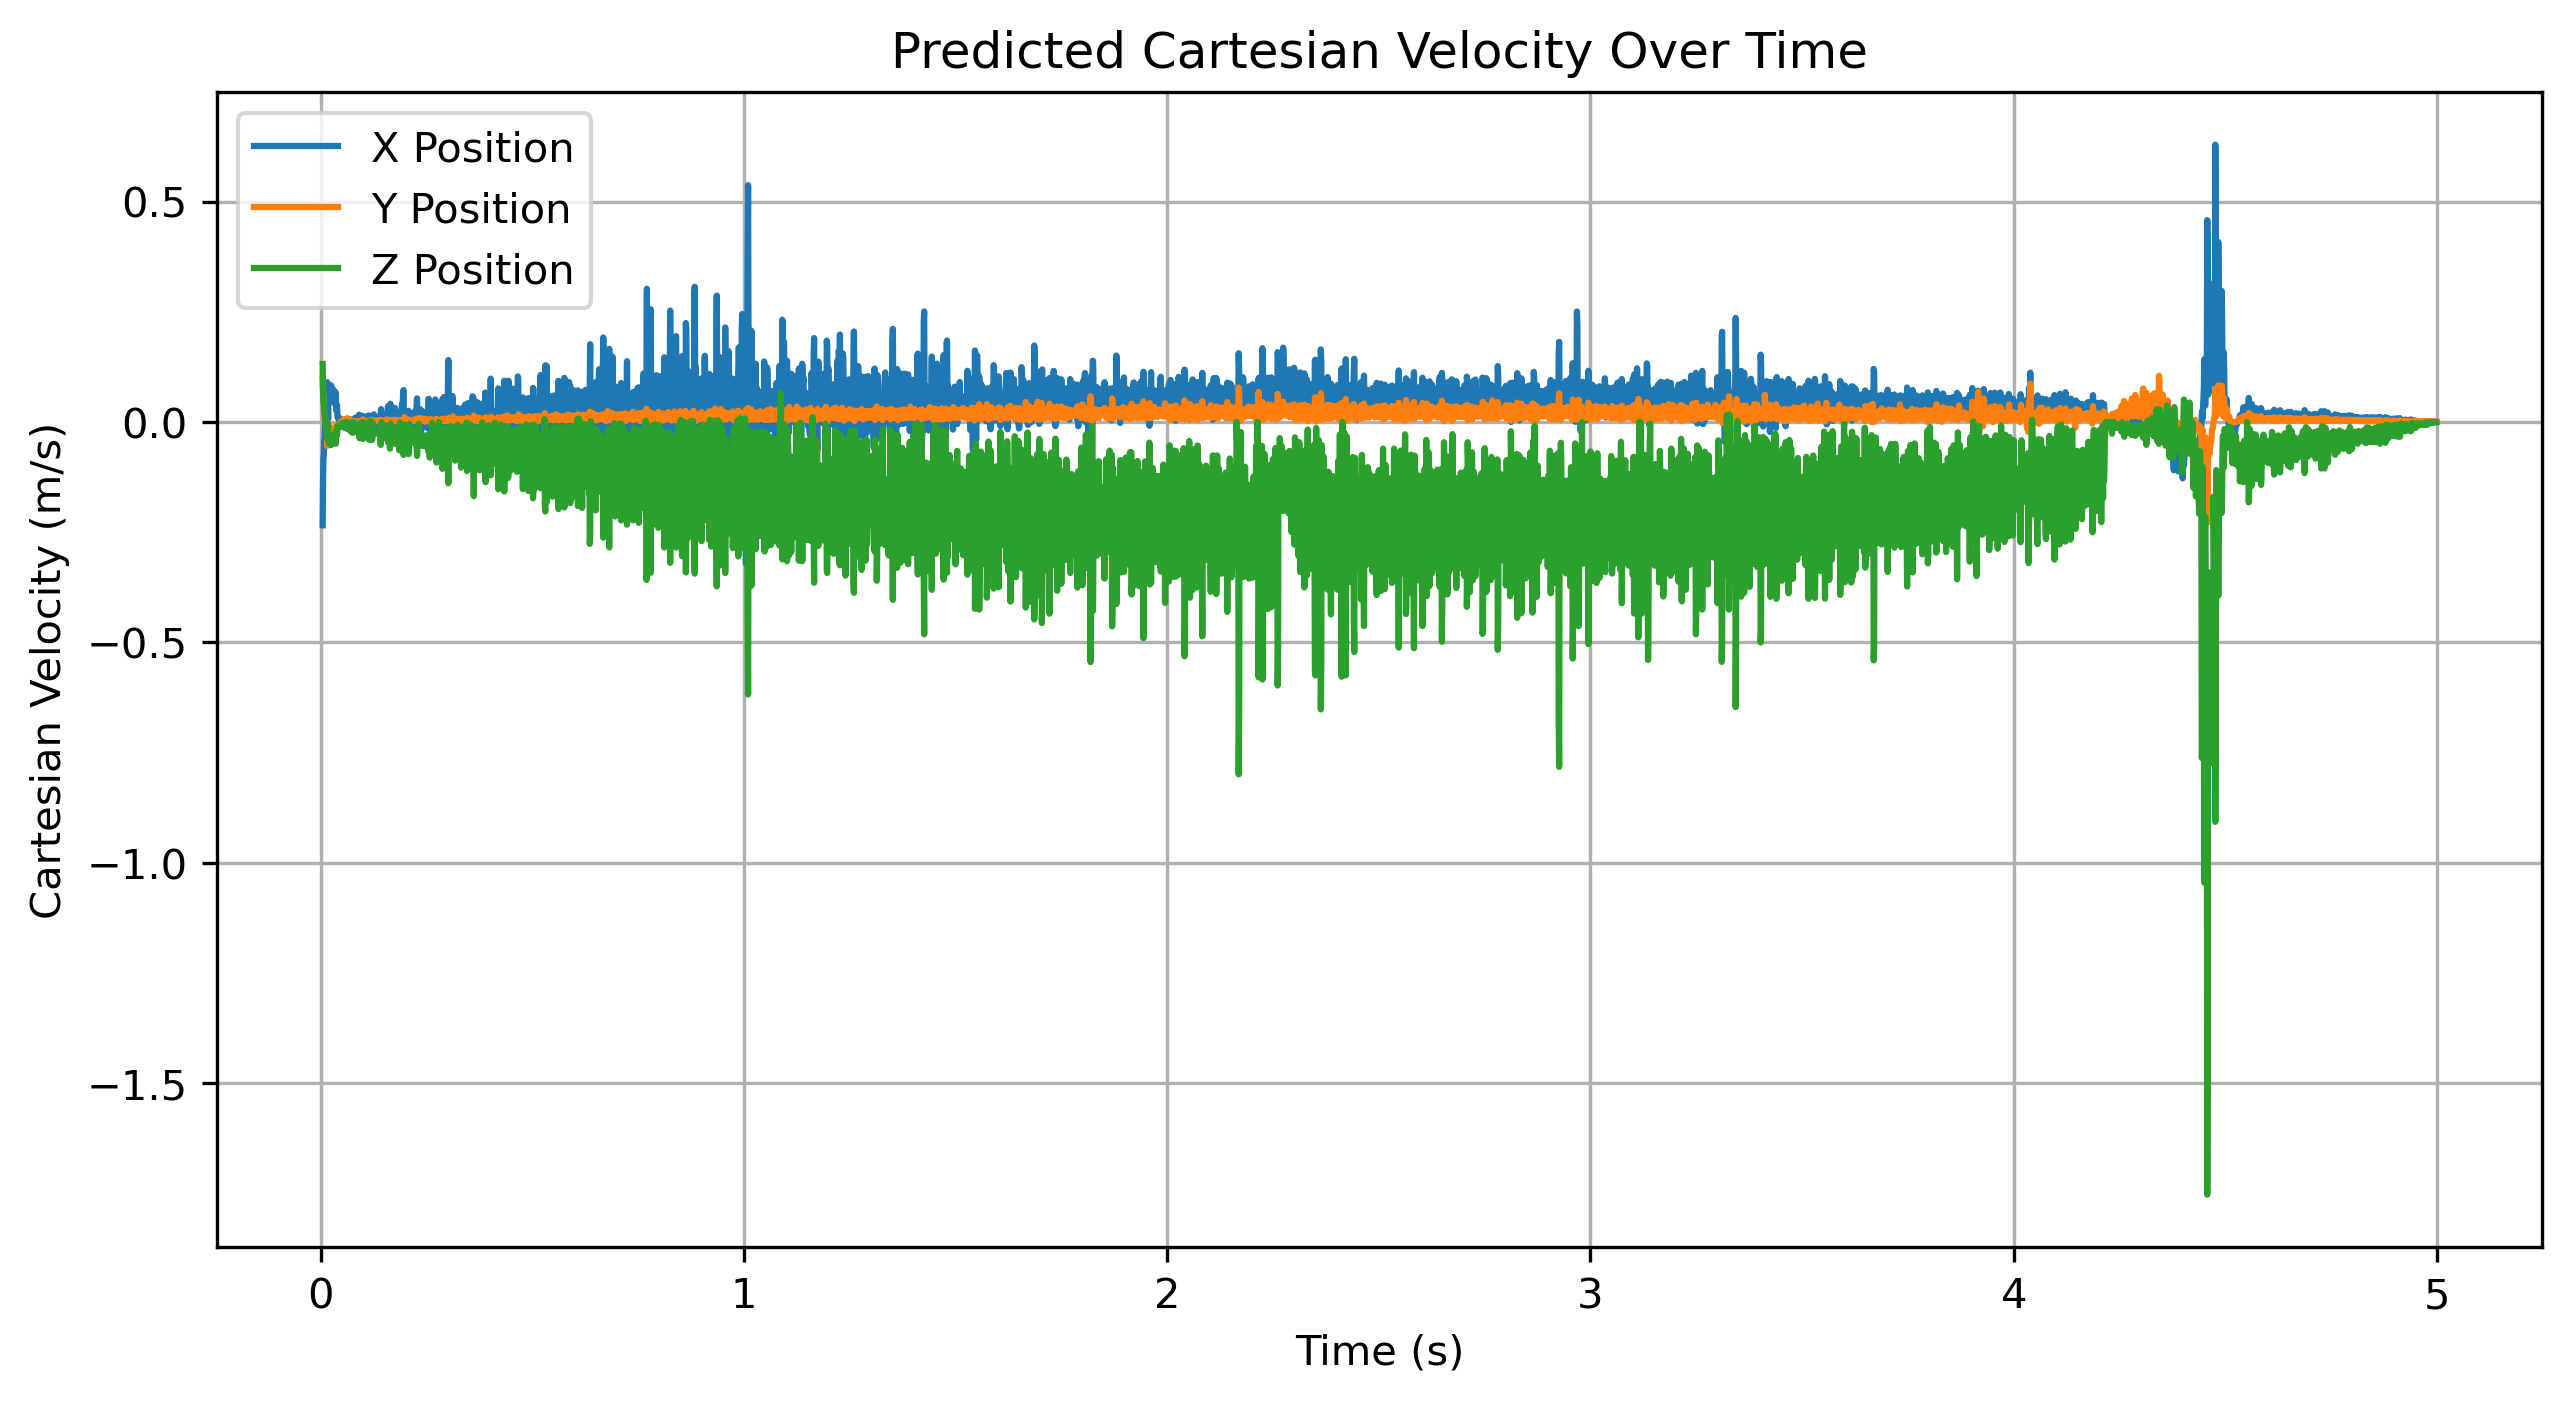 Predicted Cartesian Velocity Over Time
X Position
Y Position
Z Position
Cartesian Velocity (m/s)
0.5
0.0
−0.5
−1.0
−1.5
0 1 2 3 4 5
Time (s)